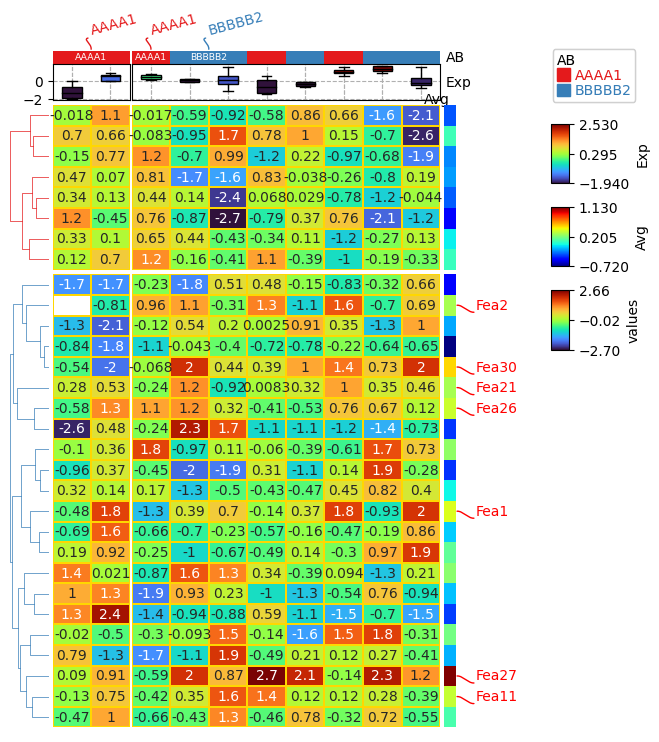 AAAA1 AAAA1 BBBBB2
AAAA1 AAAA1 BBBBB2 AB
0 Exp
−2 Avg
-0.018 1.1 -0.017 -0.59 -0.92 -0.58 0.86 0.66 -1.6 -2.1
0.7 0.66 -0.083 -0.95 1.7 0.78 1 0.15 -0.7 -2.6
-0.15 0.77 1.2 -0.7 0.99 -1.2 0.22 -0.97 -0.68 -1.9
0.47 0.07 0.81 -1.7 -1.6 0.83 -0.038 -0.26 -0.8 0.19
0.34 0.13 0.44 0.14 -2.4 0.068 0.029 -0.78 -1.2 -0.044
1.2 -0.45 0.76 -0.87 -2.7 -0.79 0.37 0.76 -2.1 -1.2
0.33 0.1 0.65 0.44 -0.43 -0.34 0.11 -1.2 -0.27 0.13
0.12 0.7 1.2 -0.16 -0.41 1.1 -0.39 -1 -0.19 -0.33
-1.7 -1.7 -0.23 -1.8 0.51 0.48 -0.15 -0.83 -0.32 0.66
-0.81 0.96 1.1 -0.31 1.3 -1.1 1.6 -0.7 0.69 Fea2
-1.3 -2.1 -0.12 0.54 0.2 0.0025 0.91 0.35 -1.3 1
-0.84 -1.8 -1.1 -0.043 -0.4 -0.72 -0.78 -0.22 -0.64 -0.65
-0.54 -2 -0.068 2 0.44 0.39 1 1.4 0.73 2 Fea30
0.28 0.53 -0.24 1.2 -0.92 0.0083 0.32 1 0.35 0.46 Fea21
-0.58 1.3 1.1 1.2 0.32 -0.41 -0.53 0.76 0.67 0.12 Fea26
-2.6 0.48 -0.24 2.3 1.7 -1.1 -1.1 -1.2 -1.4 -0.73
-0.1 0.36 1.8 -0.97 0.11 -0.06 -0.39 -0.61 1.7 0.73
-0.96 0.37 -0.45 -2 -1.9 0.31 -1.1 0.14 1.9 -0.28
0.32 0.14 0.17 -1.3 -0.5 -0.43 -0.47 0.45 0.82 0.4
-0.48 1.8 -1.3 0.39 0.7 -0.14 0.37 1.8 -0.93 2 Fea1
-0.69 1.6 -0.66 -0.7 -0.23 -0.57 -0.16 -0.47 -0.19 0.86
0.19 0.92 -0.25 -1 -0.67 -0.49 0.14 -0.3 0.97 1.9
1.4 0.021 -0.87 1.6 1.3 0.34 -0.39 0.094 -1.3 0.21
1 1.3 -1.9 0.93 0.23 -1 -1.3 -0.54 0.76 -0.94
1.3 2.4 -1.4 -0.94 -0.88 0.59 -1.1 -1.5 -0.7 -1.5
-0.02 -0.5 -0.3 -0.093 1.5 -0.14 -1.6 1.5 1.8 -0.31
0.79 -1.3 -1.7 -1.1 1.9 -0.49 0.21 0.12 0.27 -0.41
0.09 0.91 -0.59 2 0.87 2.7 2.1 -0.14 2.3 1.2 Fea27
-0.13 0.75 -0.42 0.35 1.6 1.4 0.12 0.12 0.28 -0.39 Fea11
-0.47 1 -0.66 -0.43 1.3 -0.46 0.78 -0.32 0.72 -0.55
AB
AAAA1
BBBBB2
2.530
0.295
−1.940
Exp
1.130
0.205
−0.720
Avg
2.66
−0.02
−2.70
values